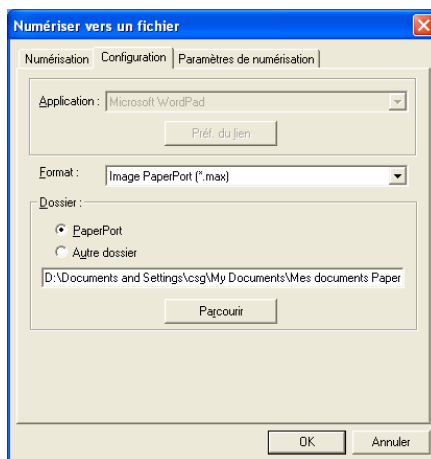 Numériser vers un fichier
Numérisation Configuration Paramètres de numérisation
Application : Microsoft WordPad
Préf. du lien
Format : Image PaperPort (*.max)
Dossier :
PaperPort
Autre dossier
D:\Documents and Settings\csg\My Documents\Mes documents Paper
Parcourir
OK Annuler